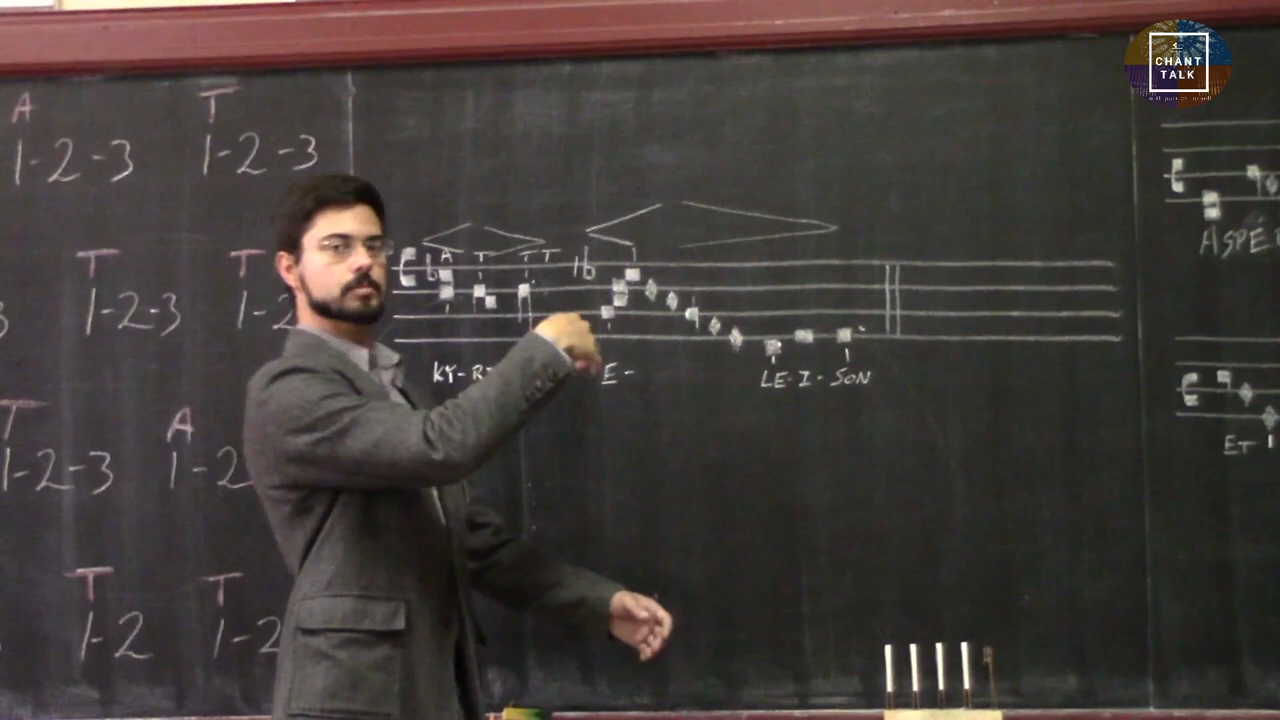 CHANT
TALK
A T
1-2-3 1-2-3
A T T T
T T
3 1-2-3 1-2
KY-R E- LE-I-SON
ASPE
T A
1-2-3 1-2
ET
T T
1-2 1-2